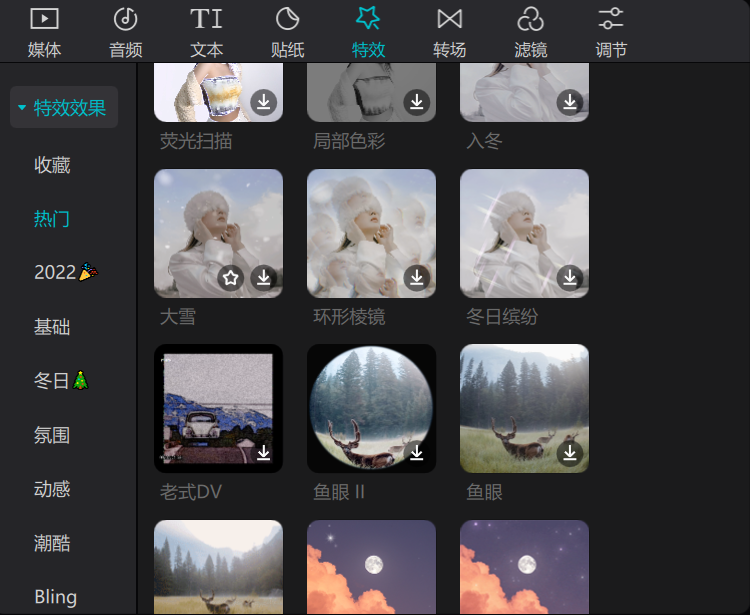 TI
媒体 音频 文本 贴纸 特效 转场 滤镜 调节
特效效果
收藏
热门
2022
基础
冬日
氛围
动感
潮酷
Bling
荧光扫描 局部色彩 入冬
大雪 环形棱镜 冬日缤纷
老式DV 鱼眼 II 鱼眼